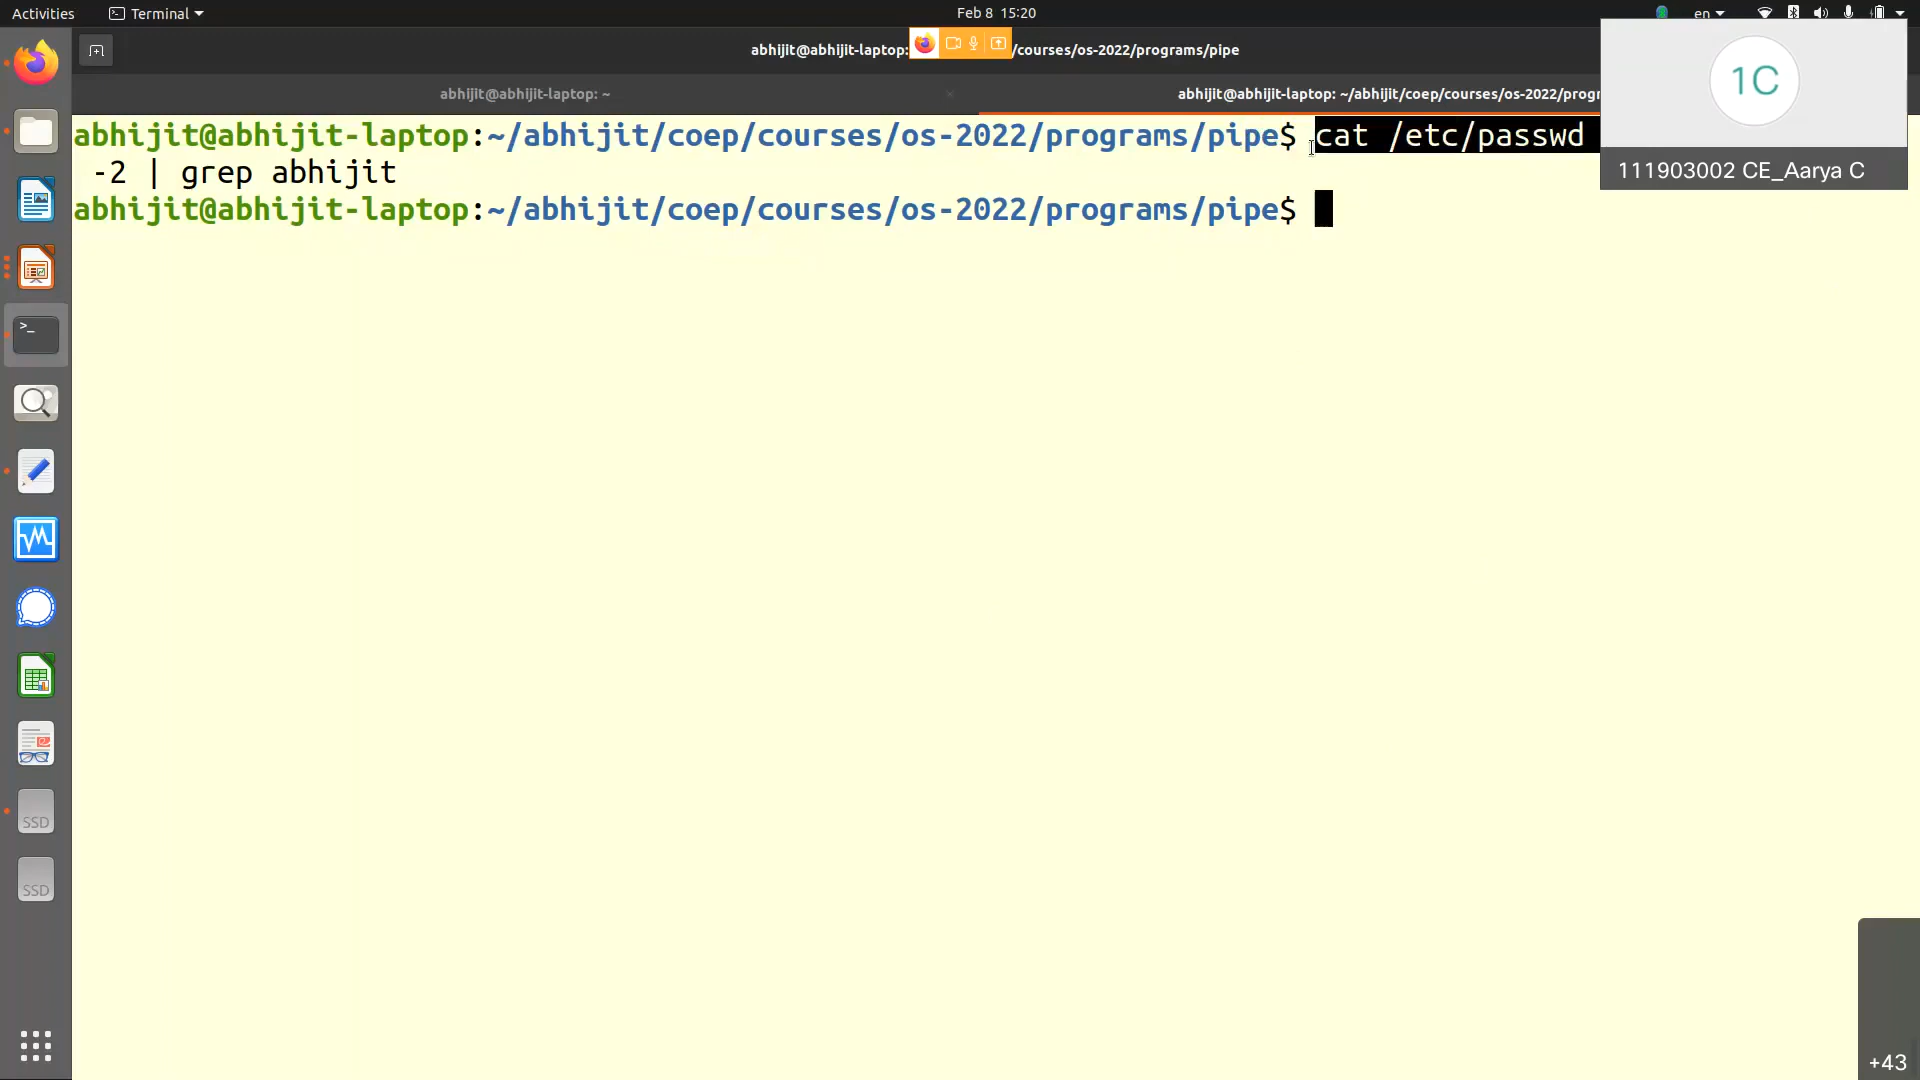 Activities
Terminal
Feb 8 15:20
en
abhijit@abhijit-laptop: /courses/os-2022/programs/pipe
abhijit@abhijit-laptop: ~
abhijit@abhijit-laptop: ~/abhijit/coep/courses/os-2022/progr
1C
111903002 CE_Aarya C
abhijit@abhijit-laptop:~/abhijit/coep/courses/os-2022/programs/pipe$ cat /etc/passwd
-2 | grep abhijit
abhijit@abhijit-laptop:~/abhijit/coep/courses/os-2022/programs/pipe$
>_
SSD
SSD
+43